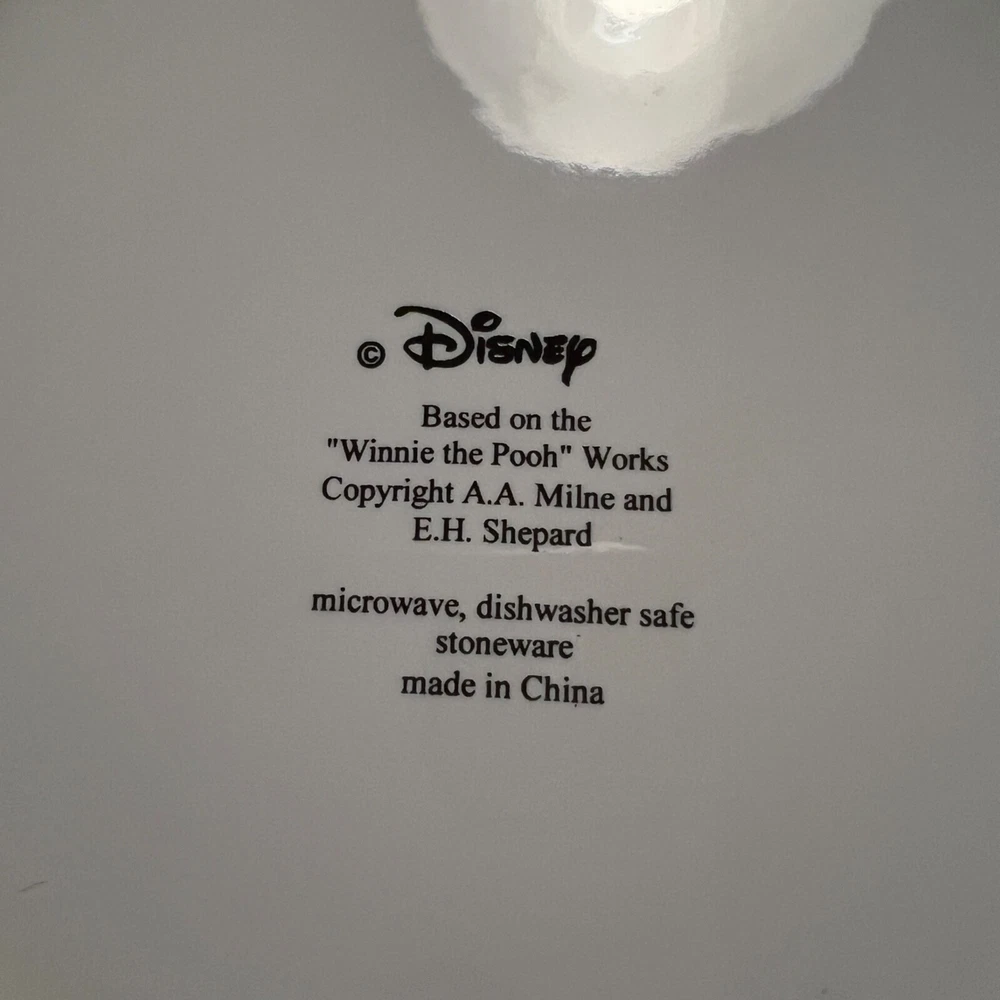 © Disney
Based on the
"Winnie the Pooh" Works
Copyright A.A. Milne and
E.H. Shepard
microwave, dishwasher safe
stoneware
made in China